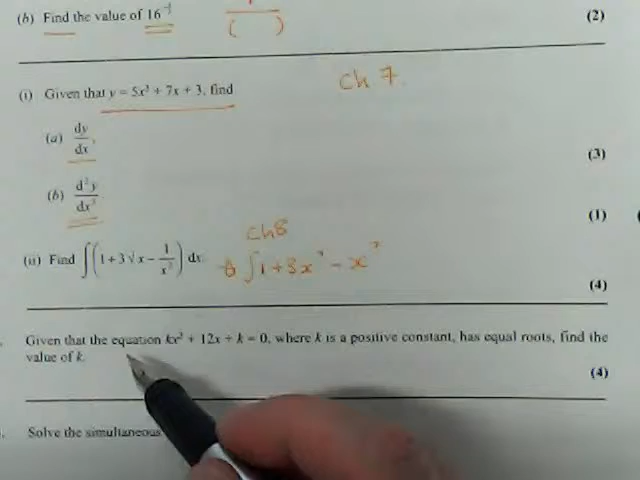 (b) Find the value of 16
( )
(2)
Ch 7.
(i) Given that y = 5x³ + 7x + 3, find
(a) dy/dx,
(3)
(b) d²y/dx²
(1)
Ch8
(ii) Find ∫(1 + 3√x − 1/x²) dx.
∫ 1 + 3x^? − x^?
(4)
Given that the equation kx² + 12x + k = 0, where k is a positive constant, has equal roots, find the
value of k.
(4)
Solve the simultaneous